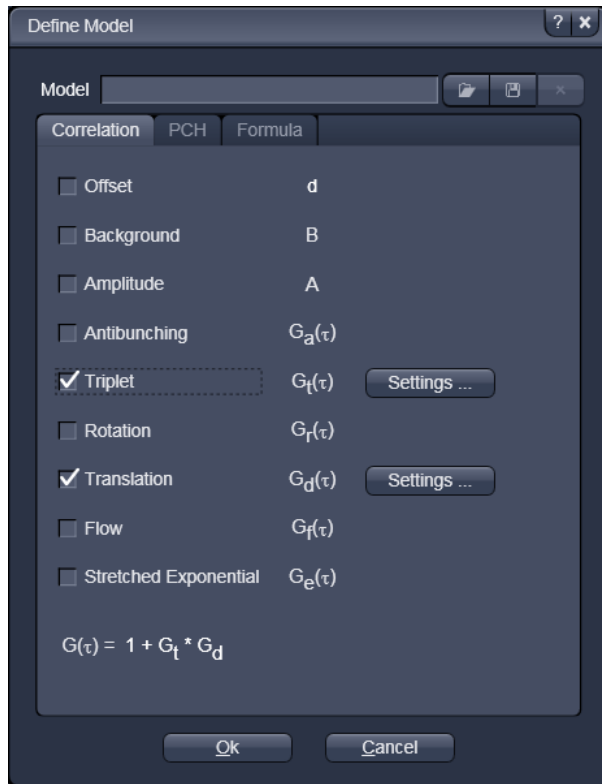 Define Model ? ×
Model
Correlation PCH Formula
Offset d
Background B
Amplitude A
Antibunching Ga(τ)
Triplet Gt(τ) Settings ...
Rotation Gr(τ)
Translation Gd(τ) Settings ...
Flow Gf(τ)
Stretched Exponential Ge(τ)
G(τ) = 1 + Gt * Gd
Ok Cancel